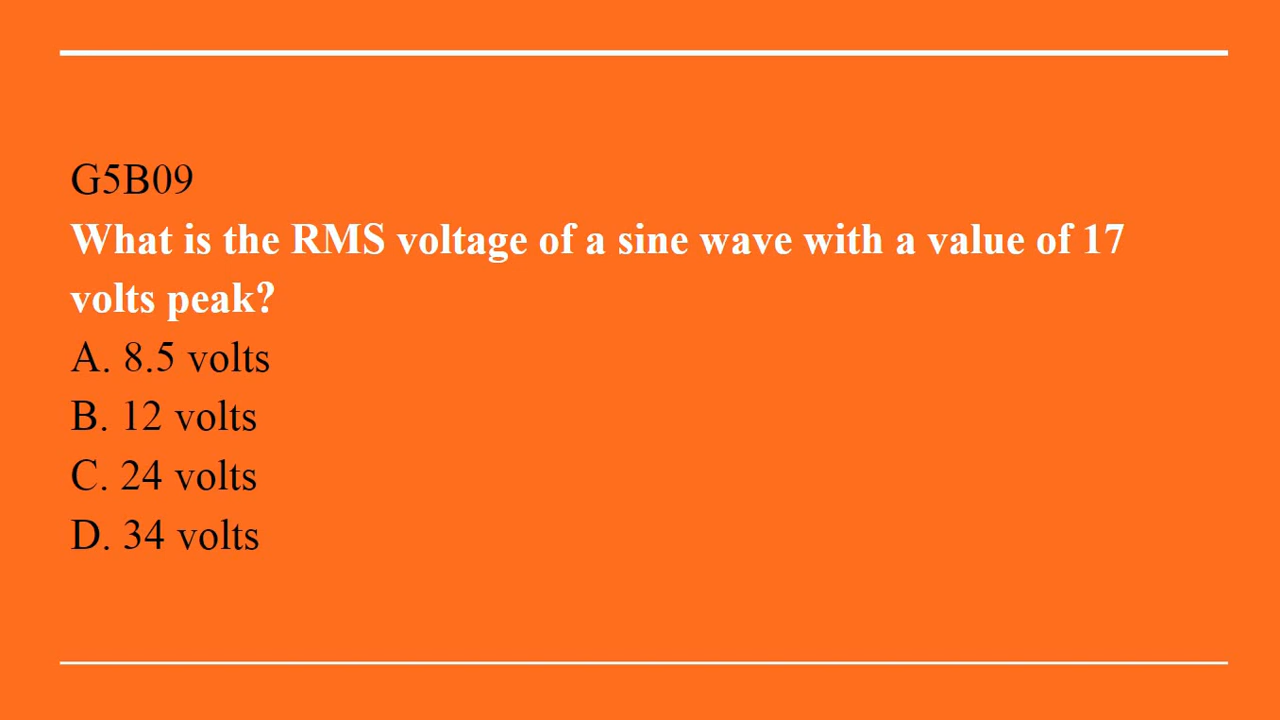 G5B09
What is the RMS voltage of a sine wave with a value of 17
volts peak?
A. 8.5 volts
B. 12 volts
C. 24 volts
D. 34 volts